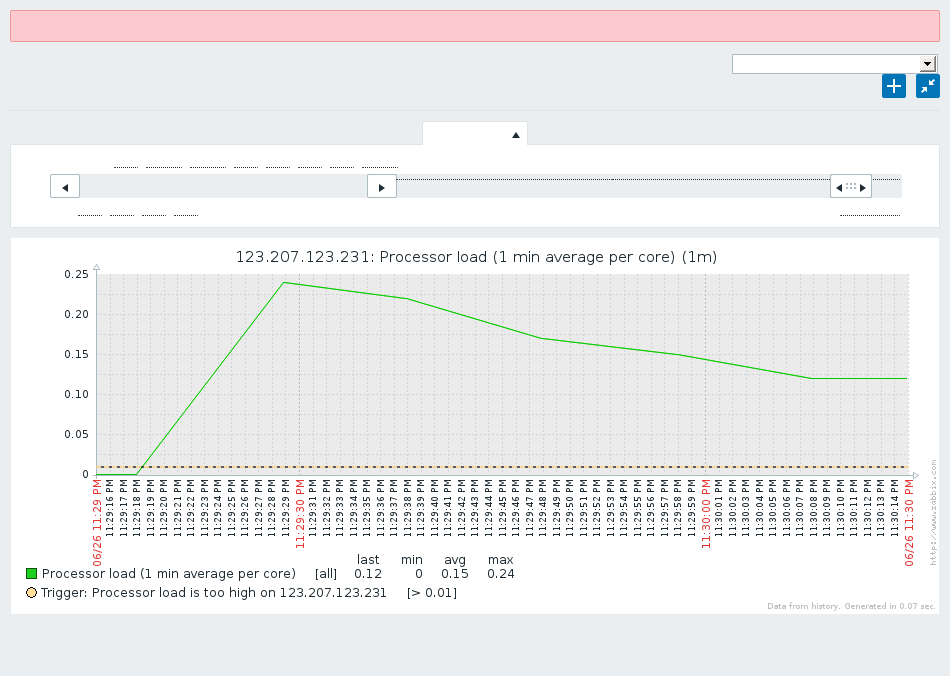 123.207.123.231: Processor load (1 min average per core) (1m)
0.25
0.20
0.15
0.10
0.05
0
06/26 11:29 PM
11:29:16 PM
11:29:17 PM
11:29:18 PM
11:29:19 PM
11:29:20 PM
11:29:21 PM
11:29:22 PM
11:29:23 PM
11:29:24 PM
11:29:25 PM
11:29:26 PM
11:29:27 PM
11:29:28 PM
11:29:29 PM
11:29:30 PM
11:29:31 PM
11:29:32 PM
11:29:33 PM
11:29:34 PM
11:29:35 PM
11:29:36 PM
11:29:37 PM
11:29:38 PM
11:29:39 PM
11:29:40 PM
11:29:41 PM
11:29:42 PM
11:29:43 PM
11:29:44 PM
11:29:45 PM
11:29:46 PM
11:29:47 PM
11:29:48 PM
11:29:49 PM
11:29:50 PM
11:29:51 PM
11:29:52 PM
11:29:53 PM
11:29:54 PM
11:29:55 PM
11:29:56 PM
11:29:57 PM
11:29:58 PM
11:29:59 PM
11:30:00 PM
11:30:01 PM
11:30:02 PM
11:30:03 PM
11:30:04 PM
11:30:05 PM
11:30:06 PM
11:30:07 PM
11:30:08 PM
11:30:09 PM
11:30:10 PM
11:30:11 PM
11:30:12 PM
11:30:13 PM
11:30:14 PM
06/26 11:30 PM
http://www.zabbix.com
last min avg max
Processor load (1 min average per core) [all] 0.12 0 0.15 0.24
Trigger: Processor load is too high on 123.207.123.231 [> 0.01]
Data from history. Generated in 0.07 sec.